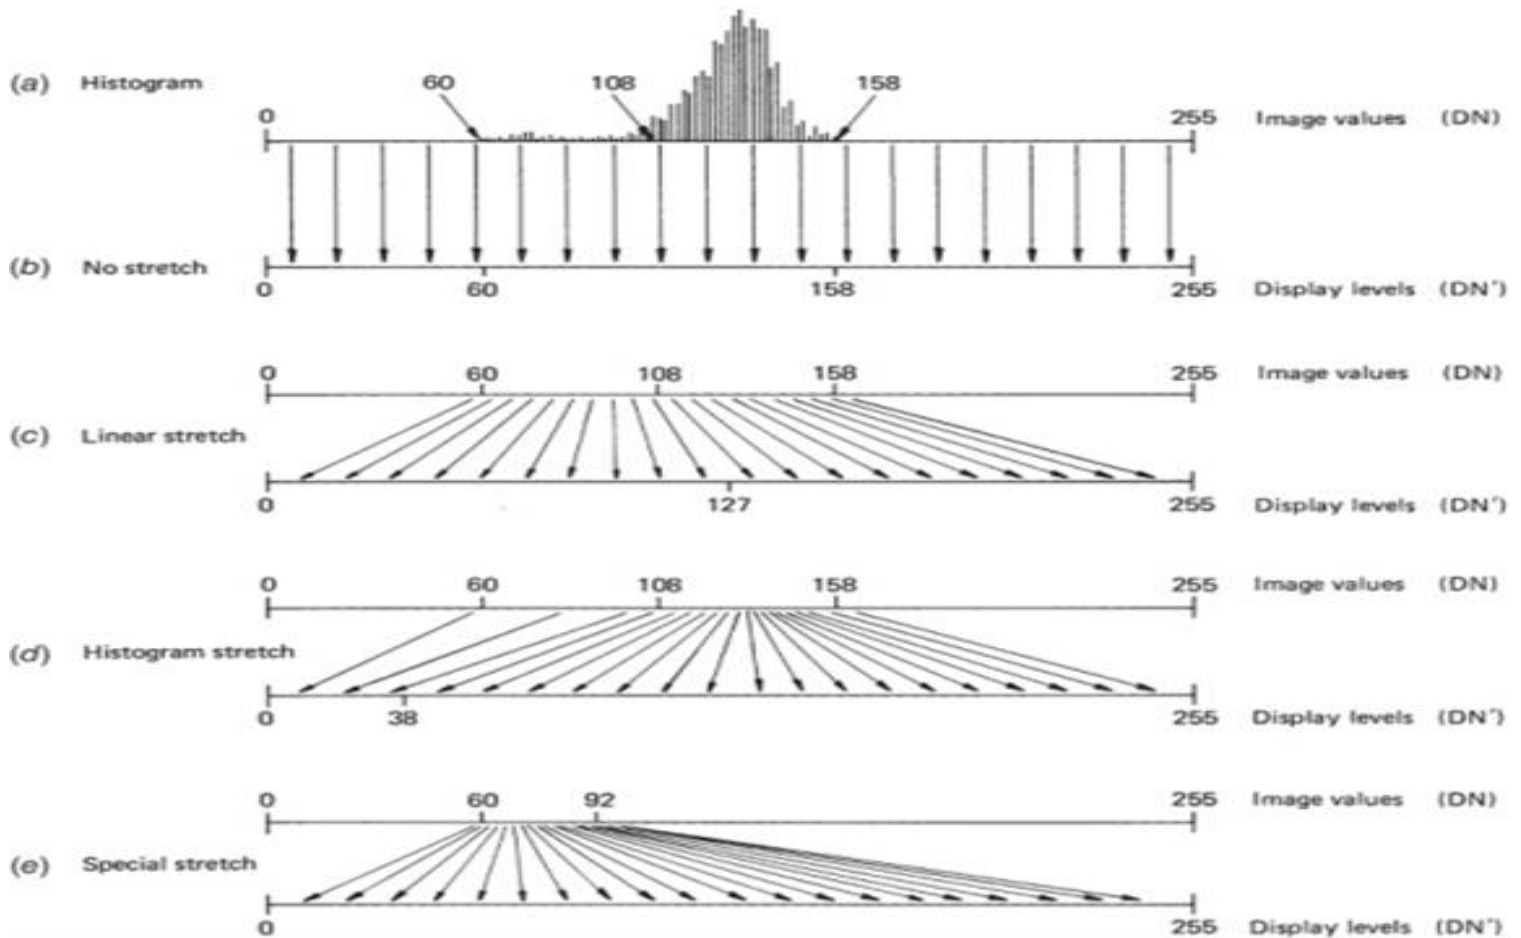 (a) Histogram 60 108 158
0 255 Image values (DN)
(b) No stretch
0 60 158 255 Display levels (DN')
0 60 108 158 255 Image values (DN)
(c) Linear stretch
0 127 255 Display levels (DN')
0 60 108 158 255 Image values (DN)
(d) Histogram stretch
0 38 255 Display levels (DN')
0 60 92 255 Image values (DN)
(e) Special stretch
0 255 Display levels (DN')